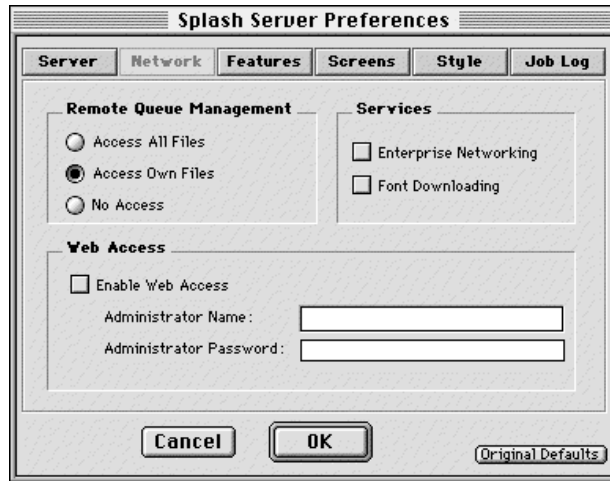 Splash Server Preferences
Server Network Features Screens Style Job Log
Remote Queue Management
Access All Files
Access Own Files
No Access
Services
Enterprise Networking
Font Downloading
Web Access
Enable Web Access
Administrator Name:
Administrator Password:
Cancel OK Original Defaults